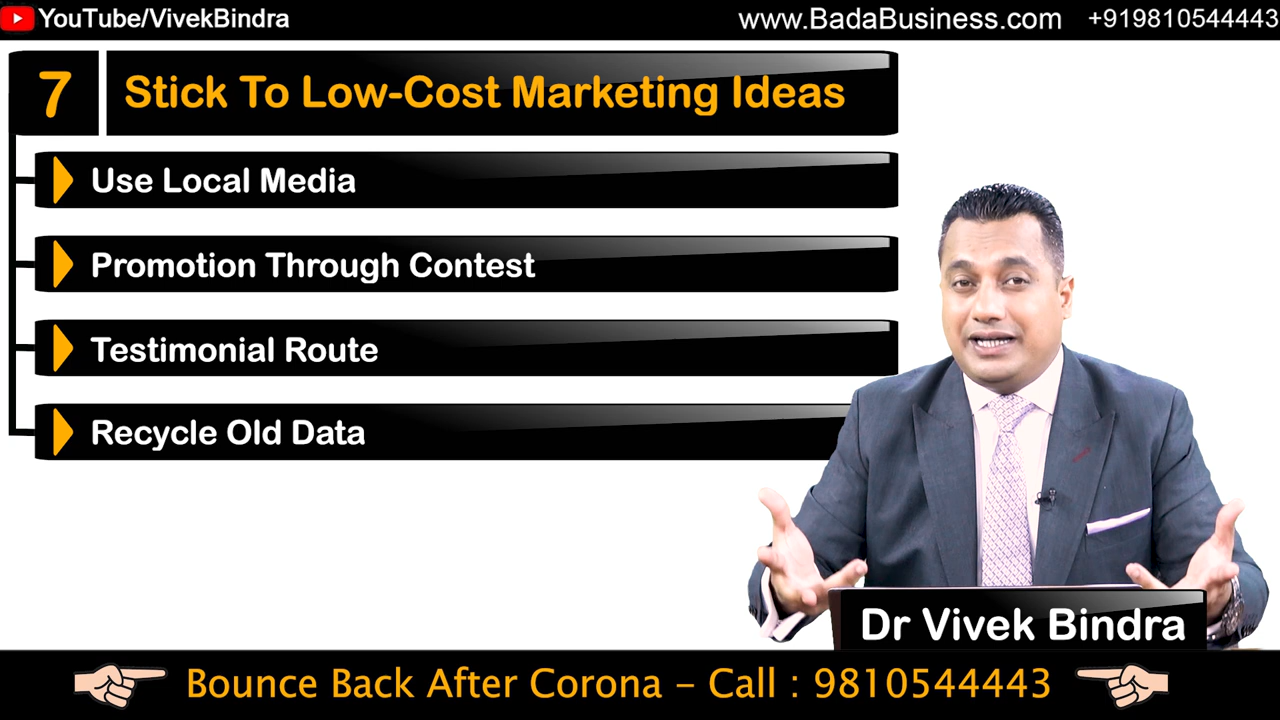 YouTube/VivekBindra
www.BadaBusiness.com
+919810544443
7
Stick To Low-Cost Marketing Ideas
Use Local Media
Promotion Through Contest
Testimonial Route
Recycle Old Data
Dr Vivek Bindra
Bounce Back After Corona – Call : 9810544443